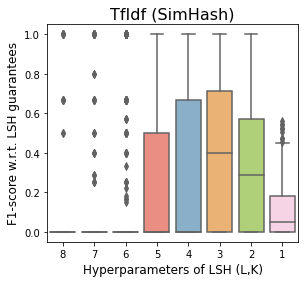 TfIdf (SimHash)
F1-score w.r.t. LSH guarantees
1.0
0.8
0.6
0.4
0.2
0.0
8 7 6 5 4 3 2 1
Hyperparameters of LSH (L,K)